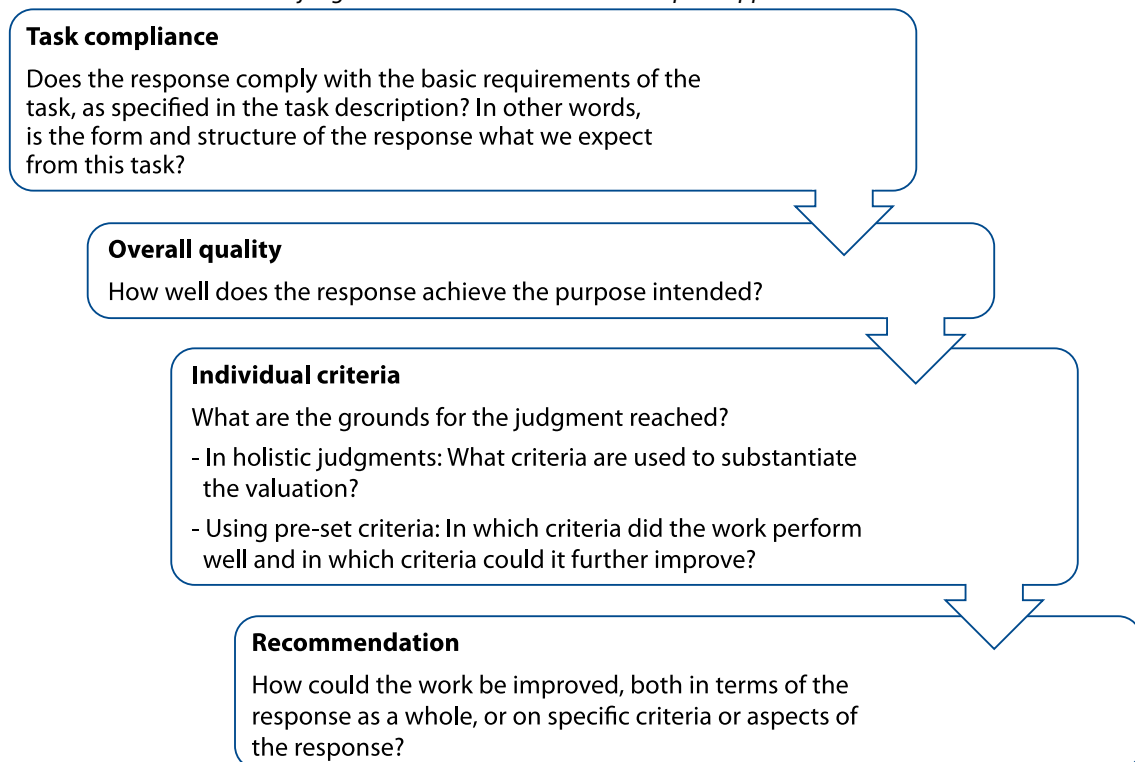 Task compliance
Does the response comply with the basic requirements of the
task, as specified in the task description? In other words,
is the form and structure of the response what we expect
from this task?
Overall quality
How well does the response achieve the purpose intended?
Individual criteria
What are the grounds for the judgment reached?
- In holistic judgments: What criteria are used to substantiate
the valuation?
- Using pre-set criteria: In which criteria did the work perform
well and in which criteria could it further improve?
Recommendation
How could the work be improved, both in terms of the
response as a whole, or on specific criteria or aspects of
the response?